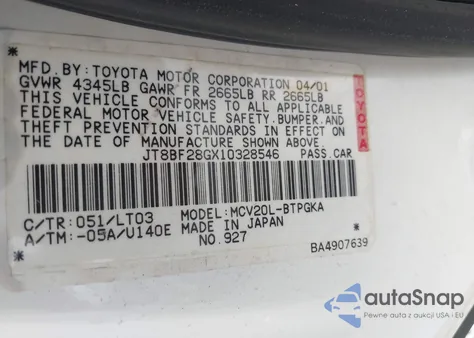 MFD.BY:TOYOTA MOTOR CORPORATION 04/01
GVWR 4345LB GAWR FR 2665LB RR 2665LB
THIS VEHICLE CONFORMS TO ALL APPLICABLE
FEDERAL MOTOR VEHICLE SAFETY.BUMPER.AND
THEFT PREVENTION STANDARDS IN EFFECT ON
THE DATE OF MANUFACTURE SHOWN ABOVE.
TOYOTA
JT8BF28GX10328546 PASS.CAR
C/TR:051/LT03 MODEL:MCV20L-BTPGKA
A/TM:-05A/U140E MADE IN JAPAN
NO.927
BA4907639
autoSnap
Pewne auta z USA i EU